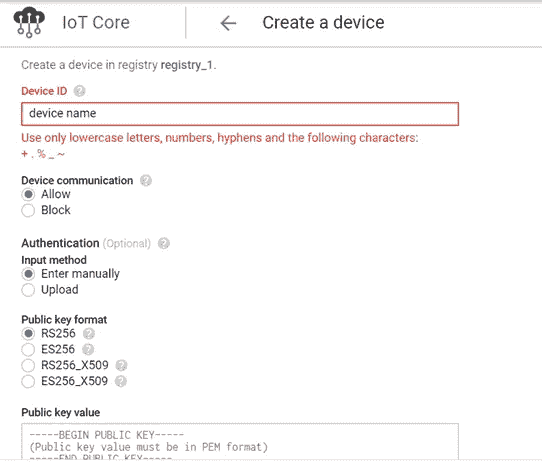 IoT Core
Create a device
Create a device in registry registry_1.
Device ID ?
device name
Use only lowercase letters, numbers, hyphens and the following characters:
+ . % _ ~
Device communication ?
Allow
Block
Authentication (Optional) ?
Input method
Enter manually
Upload
Public key format
RS256 ?
ES256 ?
RS256_X509 ?
ES256_X509 ?
Public key value
-----BEGIN PUBLIC KEY-----
(Public key value must be in PEM format)
-----END PUBLIC KEY-----